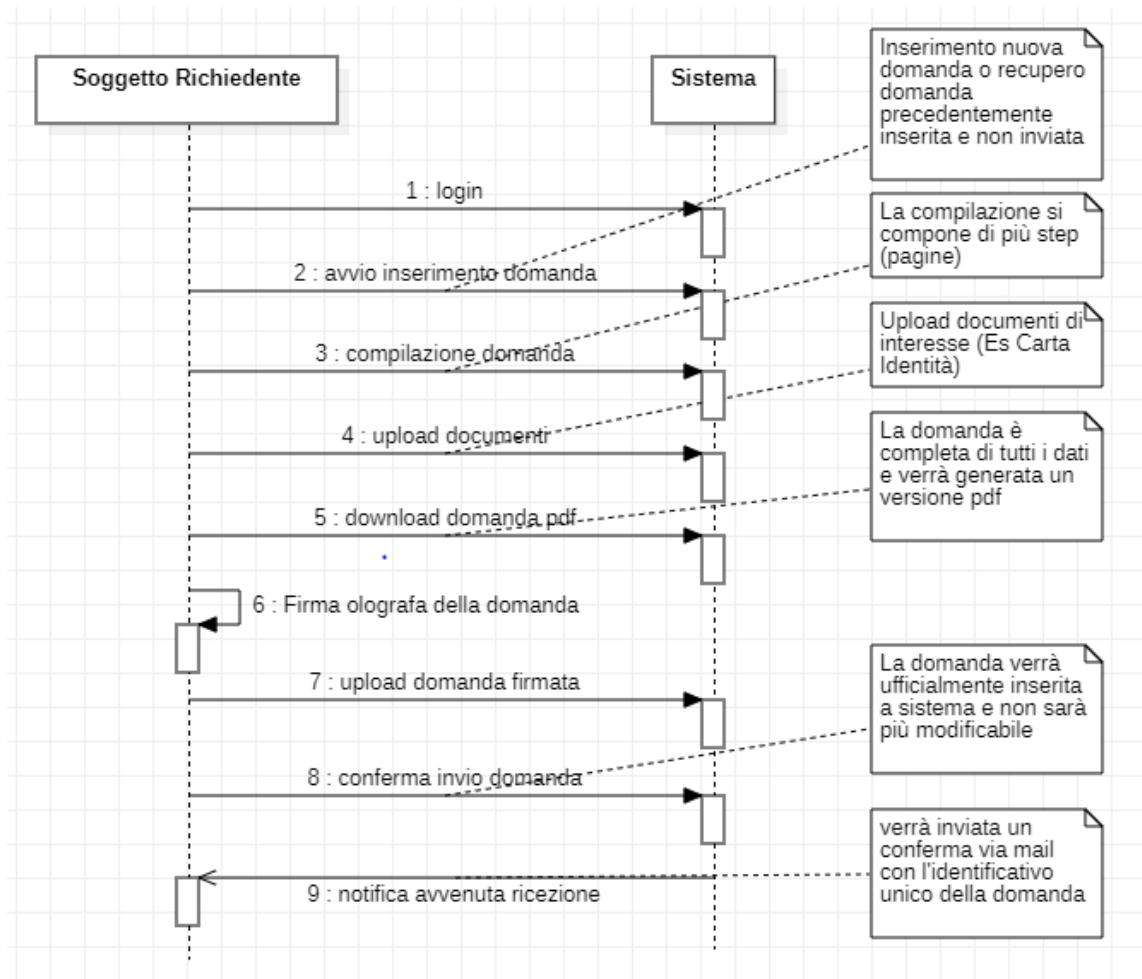 Soggetto Richiedente
Sistema
Inserimento nuova
domanda o recupero
domanda
precedentemente
inserita e non inviata
1 : login
La compilazione si
compone di più step
(pagine)
2 : avvio inserimento domanda
Upload documenti di
interesse (Es Carta
Identità)
3 : compilazione domanda
4 : upload documenti
La domanda è
completa di tutti i dati
e verrà generata un
versione pdf
5 : download domanda pdf
6 : Firma olografa della domanda
7 : upload domanda firmata
La domanda verrà
ufficialmente inserita
a sistema e non sarà
più modificabile
8 : conferma invio domanda
verrà inviata un
conferma via mail
con l'identificativo
unico della domanda
9 : notifica avvenuta ricezione